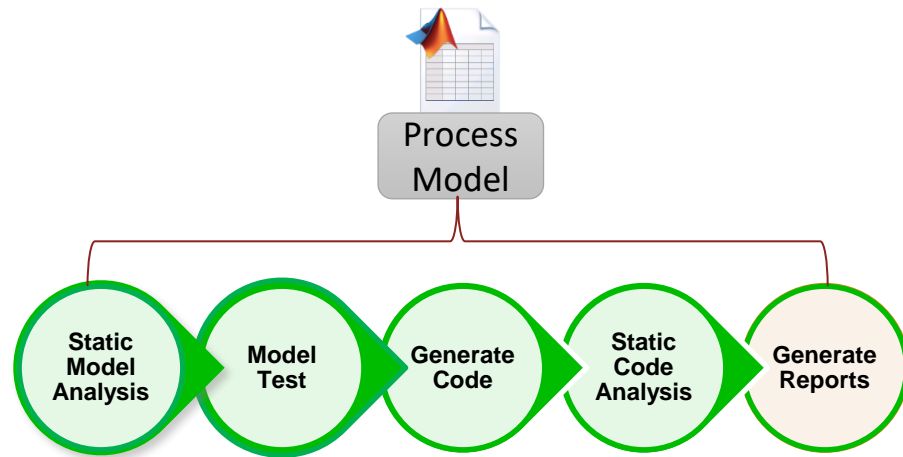 Process
Model
Static
Model
Analysis
Model
Test
Generate
Code
Static
Code
Analysis
Generate
Reports